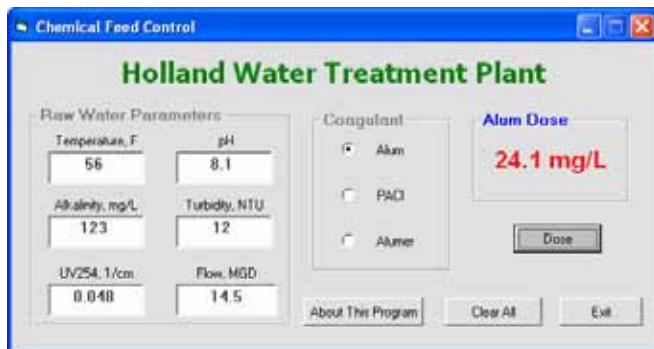 Chemical Feed Control
Holland Water Treatment Plant
Raw Water Parameters
Temperature, F
pH
56
8.1
Alkalinity, mg/L
Turbidity, NTU
123
12
UV254, 1/cm
Flow, MGD
0.048
14.5
Coagulant
Alum
PACl
Alumer
Alum Dose
24.1 mg/L
Dose
About This Program
Clear All
Exit